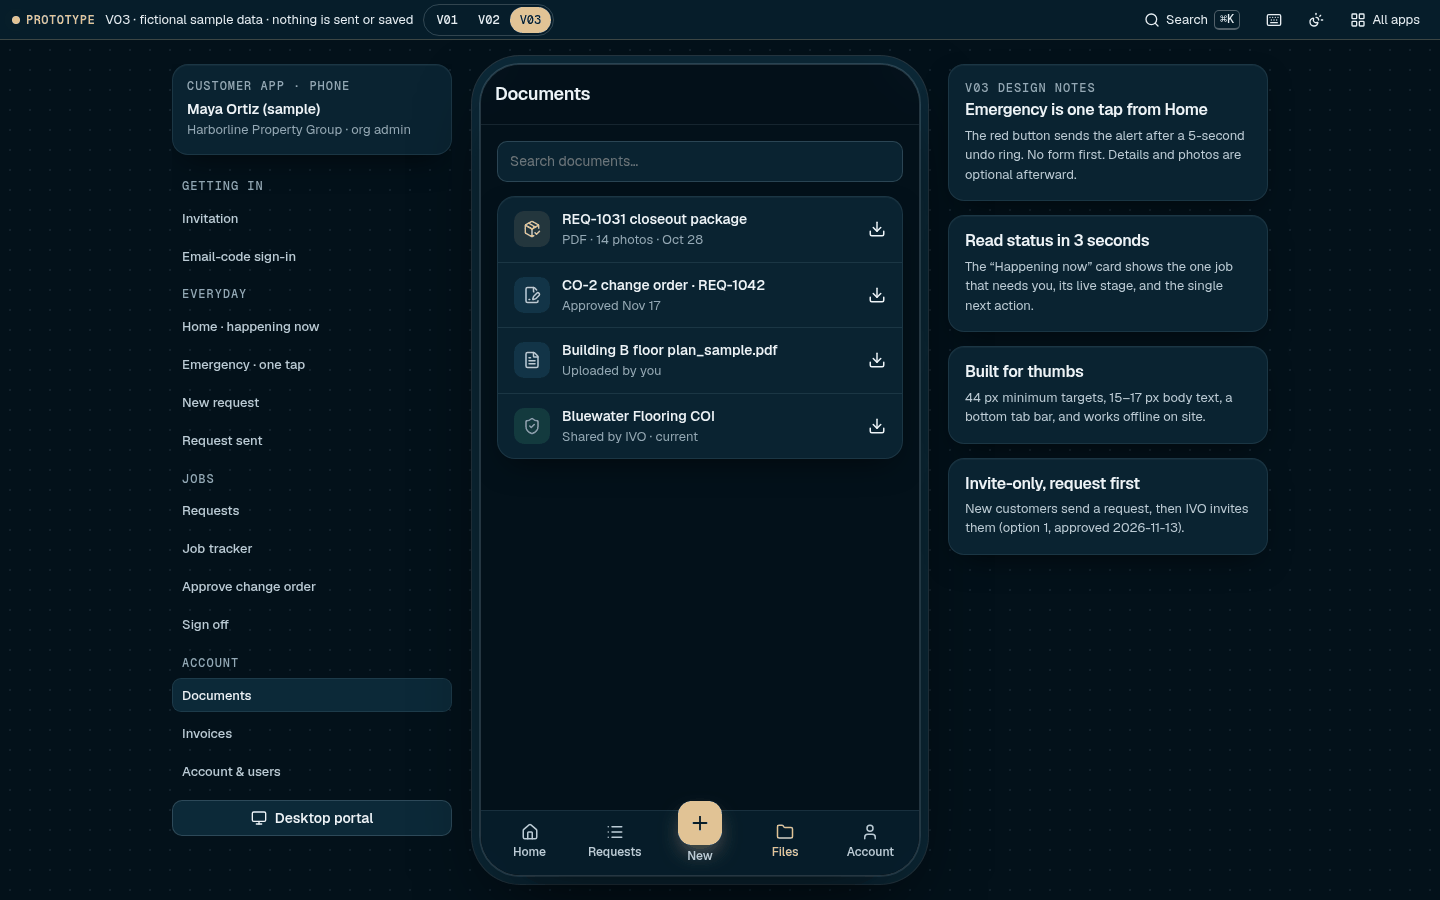 PROTOTYPE V03 · fictional sample data · nothing is sent or saved V01 V02 V03 Search ⌘K All apps
CUSTOMER APP · PHONE
Maya Ortiz (sample)
Harborline Property Group · org admin
GETTING IN
Invitation
Email-code sign-in
EVERYDAY
Home · happening now
Emergency · one tap
New request
Request sent
JOBS
Requests
Job tracker
Approve change order
Sign off
ACCOUNT
Documents
Invoices
Account & users
Desktop portal
Documents
Search documents…
REQ-1031 closeout package
PDF · 14 photos · Oct 28
CO-2 change order · REQ-1042
Approved Nov 17
Building B floor plan_sample.pdf
Uploaded by you
Bluewater Flooring COI
Shared by IVO · current
Home Requests New Files Account
V03 DESIGN NOTES
Emergency is one tap from Home
The red button sends the alert after a 5-second
undo ring. No form first. Details and photos are
optional afterward.
Read status in 3 seconds
The “Happening now” card shows the one job
that needs you, its live stage, and the single
next action.
Built for thumbs
44 px minimum targets, 15–17 px body text, a
bottom tab bar, and works offline on site.
Invite-only, request first
New customers send a request, then IVO invites
them (option 1, approved 2026-11-13).